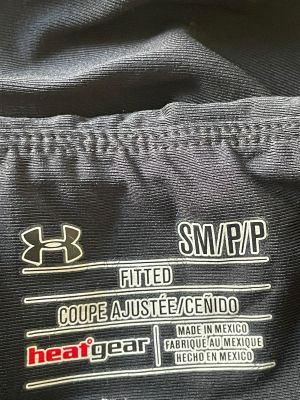 SM/P/P
FITTED
COUPE AJUSTÉE/CEÑIDO
heatgear
MADE IN MEXICO
FABRIQUÉ AU MEXIQUE
HECHO EN MEXICO